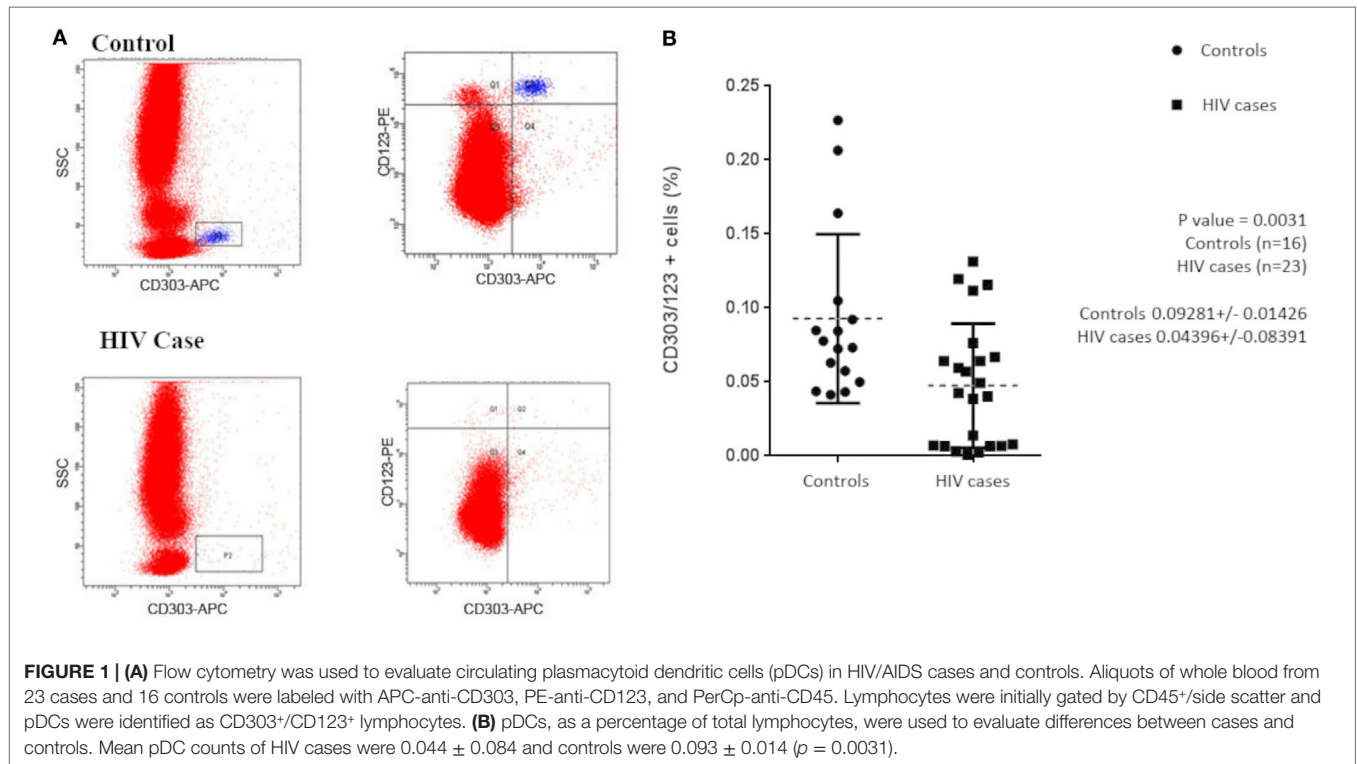 A
Control
SSC
CD303-APC
CD123-PE
Q1
Q4
CD303-APC
HIV Case
SSC
P2
CD303-APC
CD123-PE
Q1
Q2
Q3
Q4
CD303-APC
B
Controls
HIV cases
CD303/123 + cells (%)
0.25
0.20
0.15
0.10
0.05
0.00
Controls
HIV cases
P value = 0.0031
Controls (n=16)
HIV cases (n=23)
Controls 0.09281+/- 0.01426
HIV cases 0.04396+/-0.08391
FIGURE 1 | (A) Flow cytometry was used to evaluate circulating plasmacytoid dendritic cells (pDCs) in HIV/AIDS cases and controls. Aliquots of whole blood from
23 cases and 16 controls were labeled with APC-anti-CD303, PE-anti-CD123, and PerCp-anti-CD45. Lymphocytes were initially gated by CD45⁺/side scatter and
pDCs were identified as CD303⁺/CD123⁺ lymphocytes. (B) pDCs, as a percentage of total lymphocytes, were used to evaluate differences between cases and
controls. Mean pDC counts of HIV cases were 0.044 ± 0.084 and controls were 0.093 ± 0.014 (p = 0.0031).